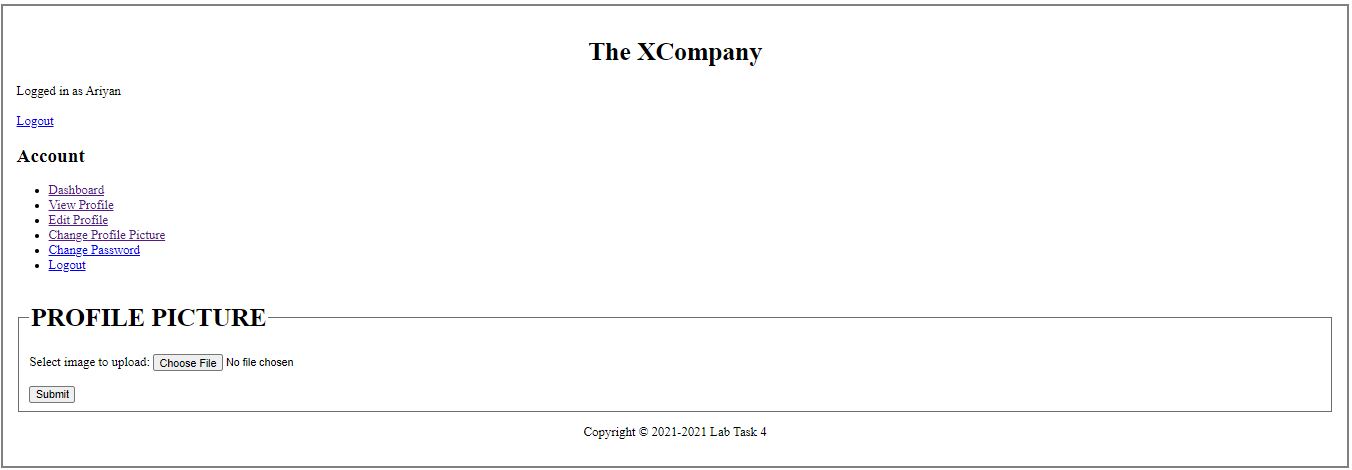 The XCompany
Logged in as Ariyan
Logout
Account
Dashboard
View Profile
Edit Profile
Change Profile Picture
Change Password
Logout
PROFILE PICTURE
Select image to upload: Choose File No file chosen
Submit
Copyright © 2021-2021 Lab Task 4